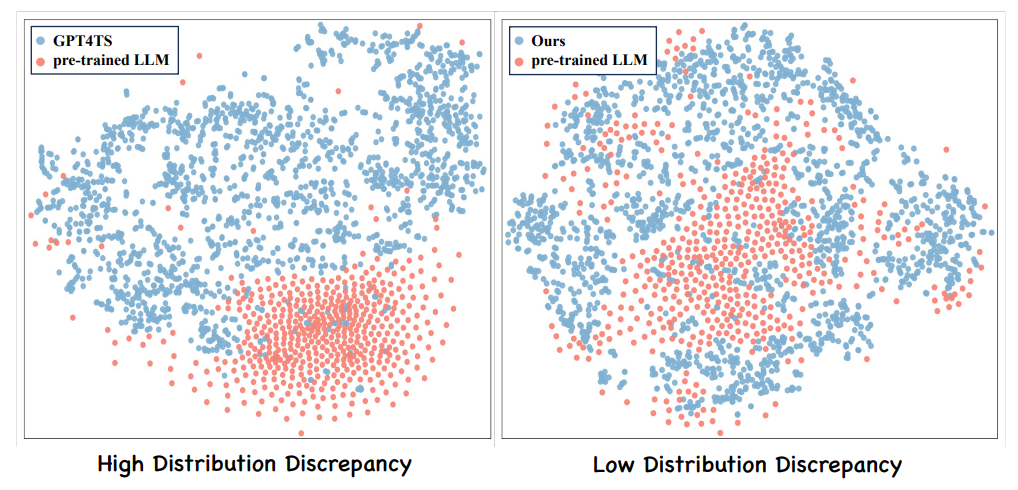 GPT4TS
pre-trained LLM
Ours
pre-trained LLM
High Distribution Discrepancy
Low Distribution Discrepancy